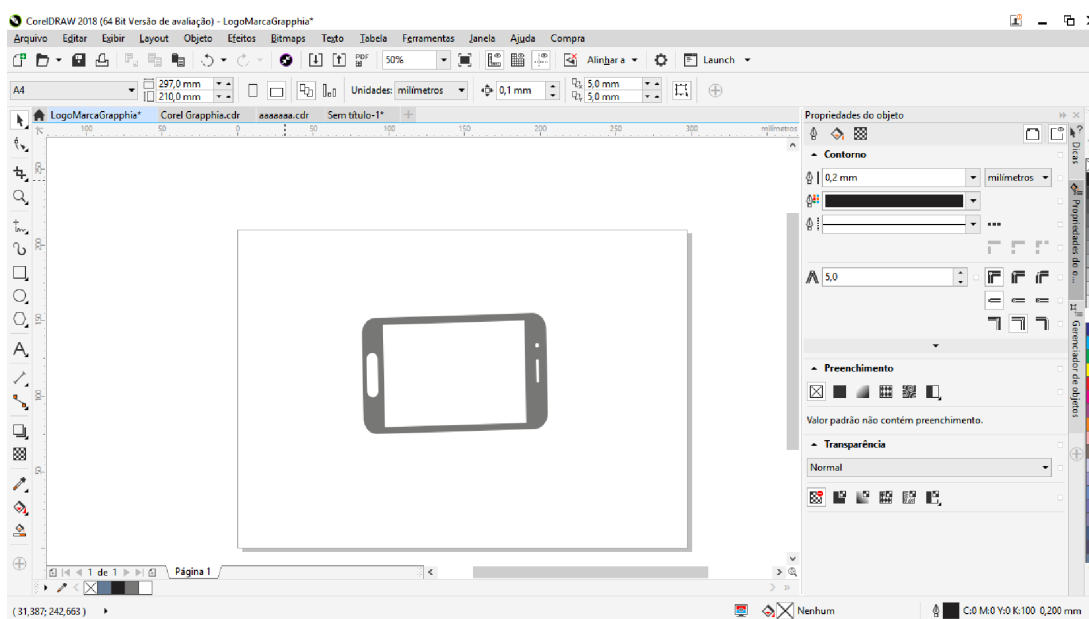 CorelDRAW 2018 (64 Bit Versão de avaliação) - LogoMarcaGrapphia*
Arquivo Editar Exibir Layout Objeto Efeitos Bitmaps Texto Tabela Ferramentas Janela Ajuda Compra
PDF 50% Alinhar a Launch
A4 297,0 mm 210,0 mm Unidades: milímetros 0,1 mm 5,0 mm 5,0 mm
LogoMarcaGrapphia* Corel Grapphia.cdr aaaaaaa.cdr Sem título-1*
100 50 0 50 100 150 200 250 300 milímetros
Propriedades do objeto
Contorno
0,2 mm milímetros
5,0
Preenchimento
Valor padrão não contém preenchimento.
Transparência
Normal
Dicas
Propriedades do o...
Gerenciador de objetos
1 de 1 Página 1
( 31,387; 242,663 ) Nenhum C:0 M:0 Y:0 K:100 0,200 mm